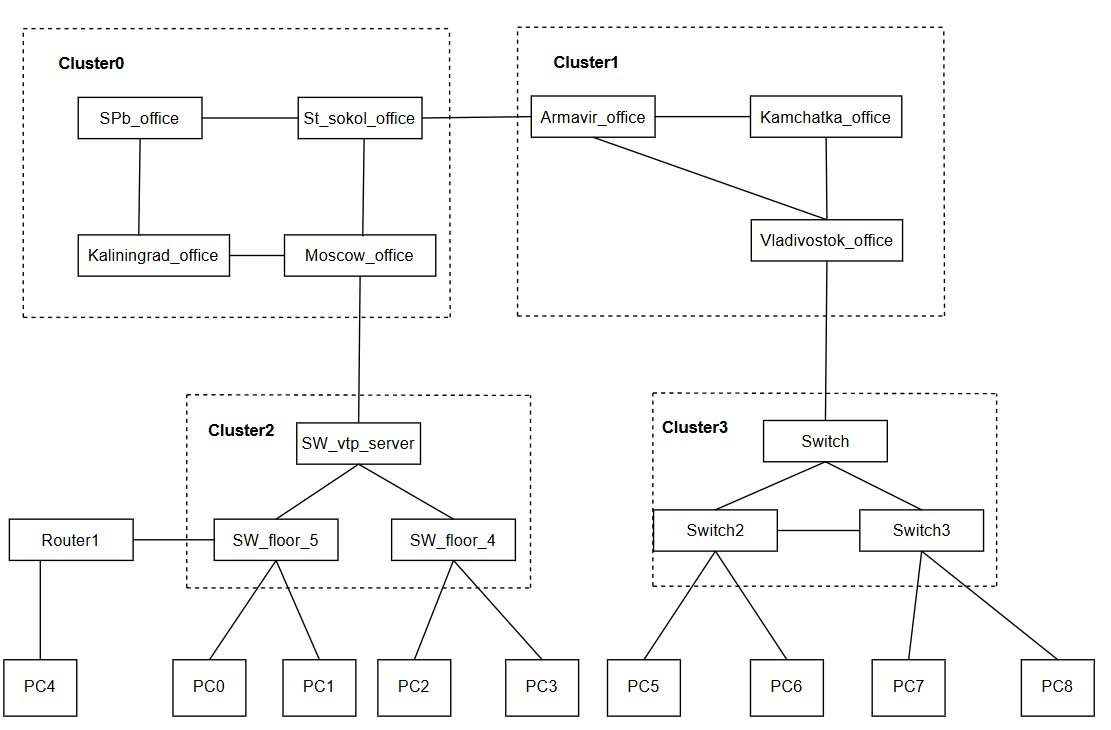 Cluster0
SPb_office
St_sokol_office
Kaliningrad_office
Moscow_office
Cluster1
Armavir_office
Kamchatka_office
Vladivostok_office
Cluster2
SW_vtp_server
Router1
SW_floor_5
SW_floor_4
Cluster3
Switch
Switch2
Switch3
PC4
PC0
PC1
PC2
PC3
PC5
PC6
PC7
PC8